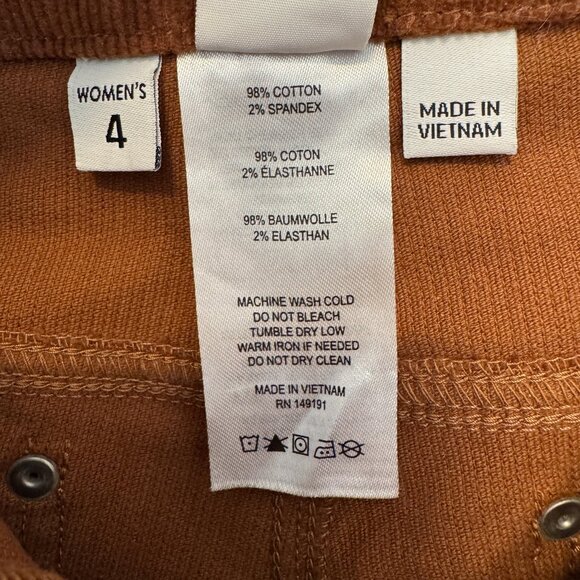 WOMEN'S
4
98% COTTON
2% SPANDEX
98% COTON
2% ÉLASTHANNE
98% BAUMWOLLE
2% ELASTHAN
MACHINE WASH COLD
DO NOT BLEACH
TUMBLE DRY LOW
WARM IRON IF NEEDED
DO NOT DRY CLEAN
MADE IN VIETNAM
RN 149191
MADE IN
VIETNAM